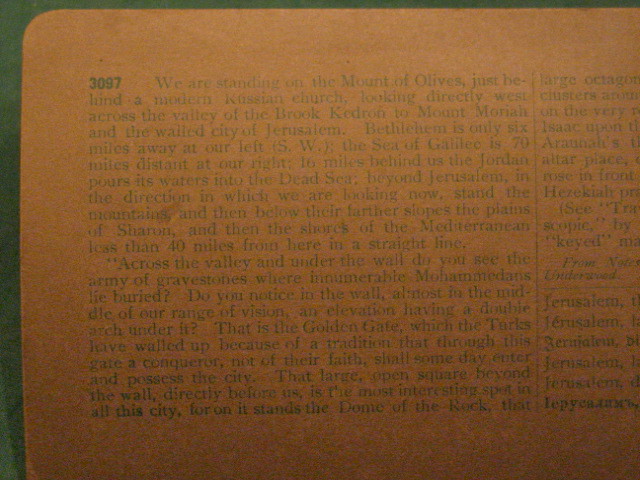 3097 We are standing on the Mount of Olives, just be-
hind a modern Russian church, looking directly west
across the valley of the Brook Kedron to Mount Moriah
and the walled city of Jerusalem. Bethlehem is only six
miles away at our left (S. W.); the Sea of Galilee is 70
miles distant at our right; 16 miles behind us the Jordan
pours its waters into the Dead Sea; beyond Jerusalem, in
the direction in which we are looking now, stand the
mountains, and then below their farther slopes the plains
of Sharon, and then the shores of the Mediterranean
less than 40 miles from here in a straight line.
"Across the valley and under the wall do you see the
army of gravestones where innumerable Mohammedans
lie buried? Do you notice in the wall, almost in the mid-
dle of our range of vision, an elevation having a double
arch under it? That is the Golden Gate, which the Turks
have walled up because of a tradition that through this
gate a conqueror, not of their faith, shall some day enter
and possess the city. That large, open square beyond
the wall, directly before us, is the most interesting spot in
all this city, for on it stands the Dome of the Rock, that
large octagon
clusters around
on the very r
Isaac upon t
Araunah's t
altar place,
rose in front
Hezekiah pr
(See "Tra
scopic," by
"keyed" ma
From Notes
Underwood.
Jerusalem, t
Jérusalem, la
Jerusalem, Di
Jerusalem, la
Jerusalem, d
Іерусалимъ,